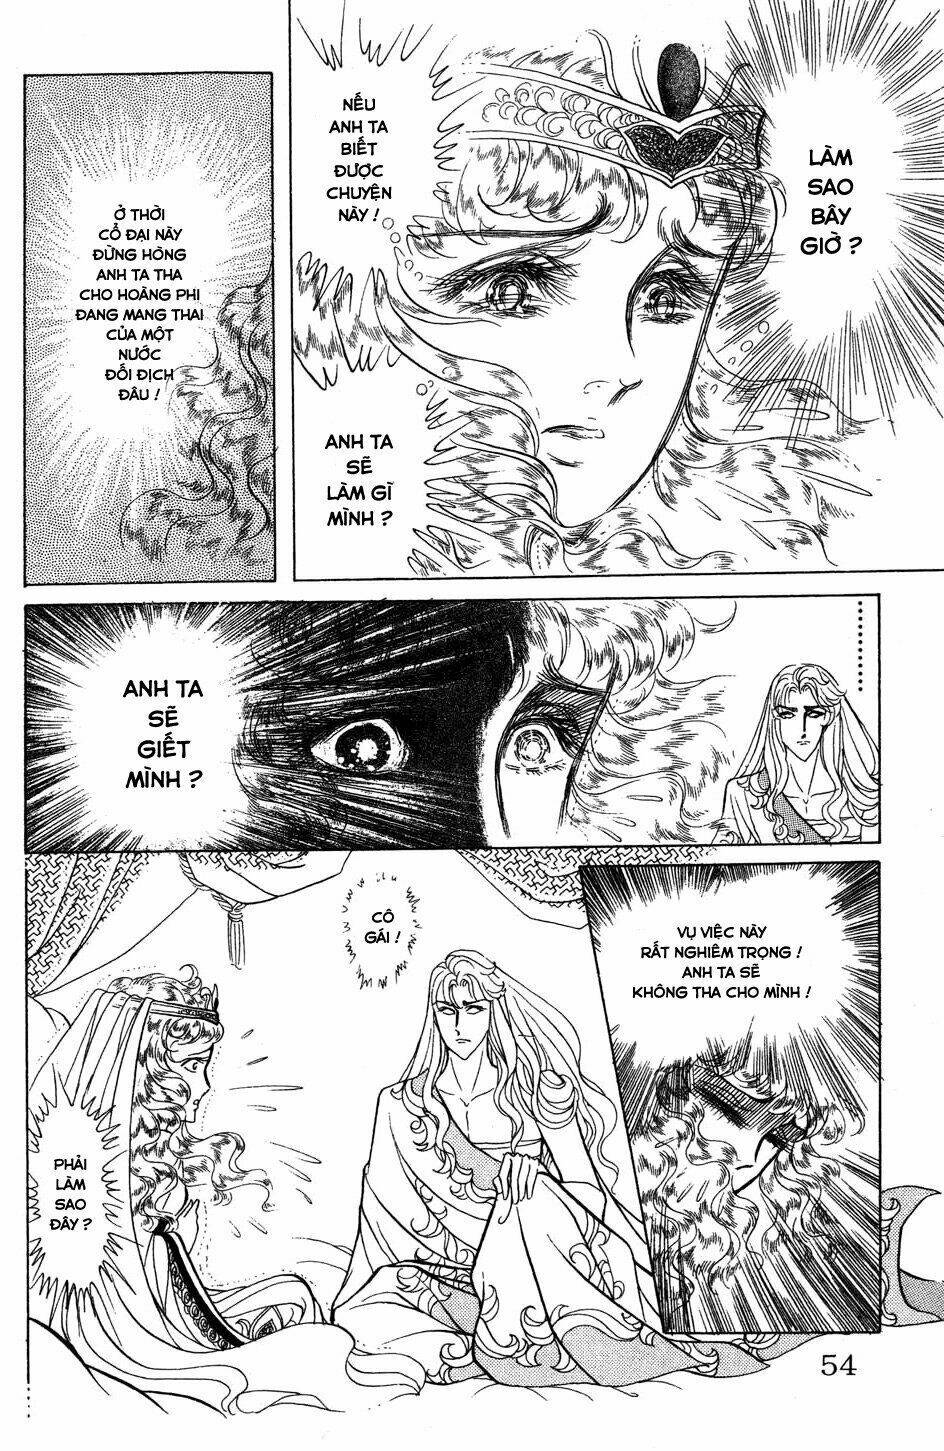 LÀM
SAO
BÂY
GIỜ ?
NẾU
ANH TA
BIẾT
ĐƯỢC
CHUYỆN
NÀY !
ANH TA
SẼ
LÀM GÌ
MÌNH ?
Ở THỜI
CỔ ĐẠI NÀY
ĐỪNG HÒNG
ANH TA THA
CHO HOÀNG PHI
ĐANG MANG THAI
CỦA MỘT
NƯỚC
ĐỐI ĐỊCH
ĐÂU !
ANH TA
SẼ
GIẾT
MÌNH ?
VỤ VIỆC NÀY
RẤT NGHIÊM TRỌNG !
ANH TA SẼ
KHÔNG THA CHO MÌNH !
CÔ
GÁI !
PHẢI
LÀM
SAO
ĐÂY ?
54